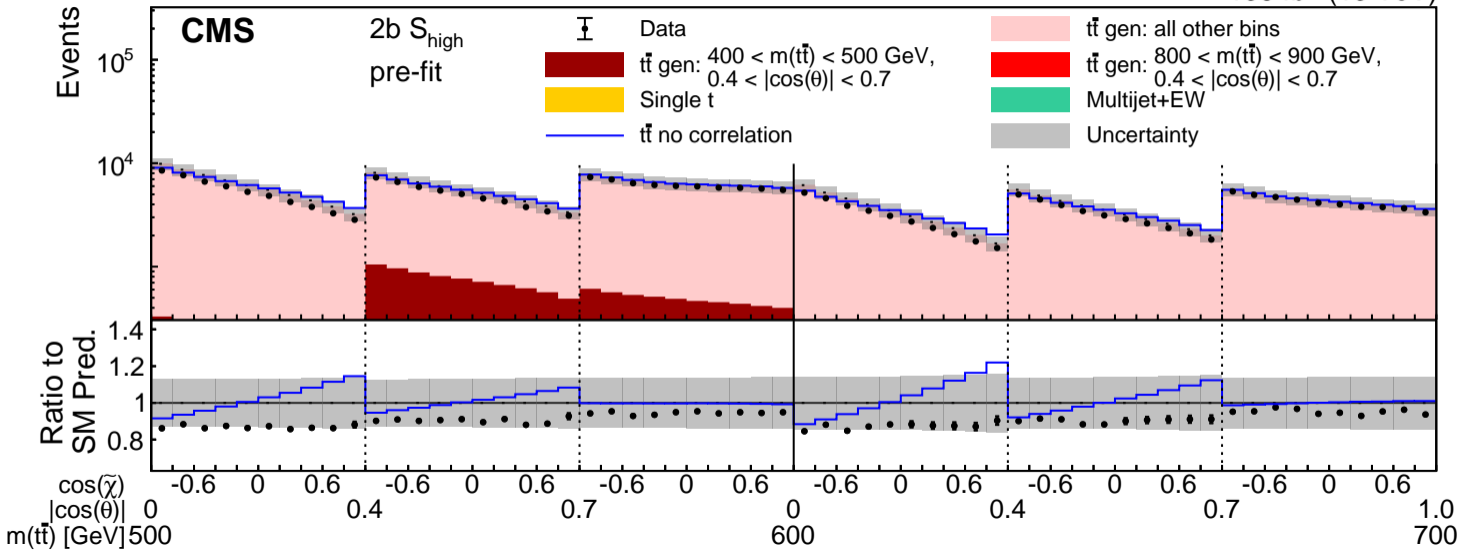 CMS
2b S_high
pre-fit
Data
tt̄ gen: 400 < m(tt̄) < 500 GeV,
0.4 < |cos(θ)| < 0.7
Single t
tt̄ no correlation
tt̄ gen: all other bins
tt̄ gen: 800 < m(tt̄) < 900 GeV,
0.4 < |cos(θ)| < 0.7
Multijet+EW
Uncertainty
Events
10^5
10^4
Ratio to
SM Pred.
1.4
1.2
1
0.8
cos(χ̃) -0.6 0 0.6 -0.6 0 0.6 -0.6 0 0.6 -0.6 0 0.6 -0.6 0 0.6 -0.6 0 0.6
|cos(θ)| 0 0.4 0.7 0 0.4 0.7 1.0
m(tt̄) [GeV] 500 600 700